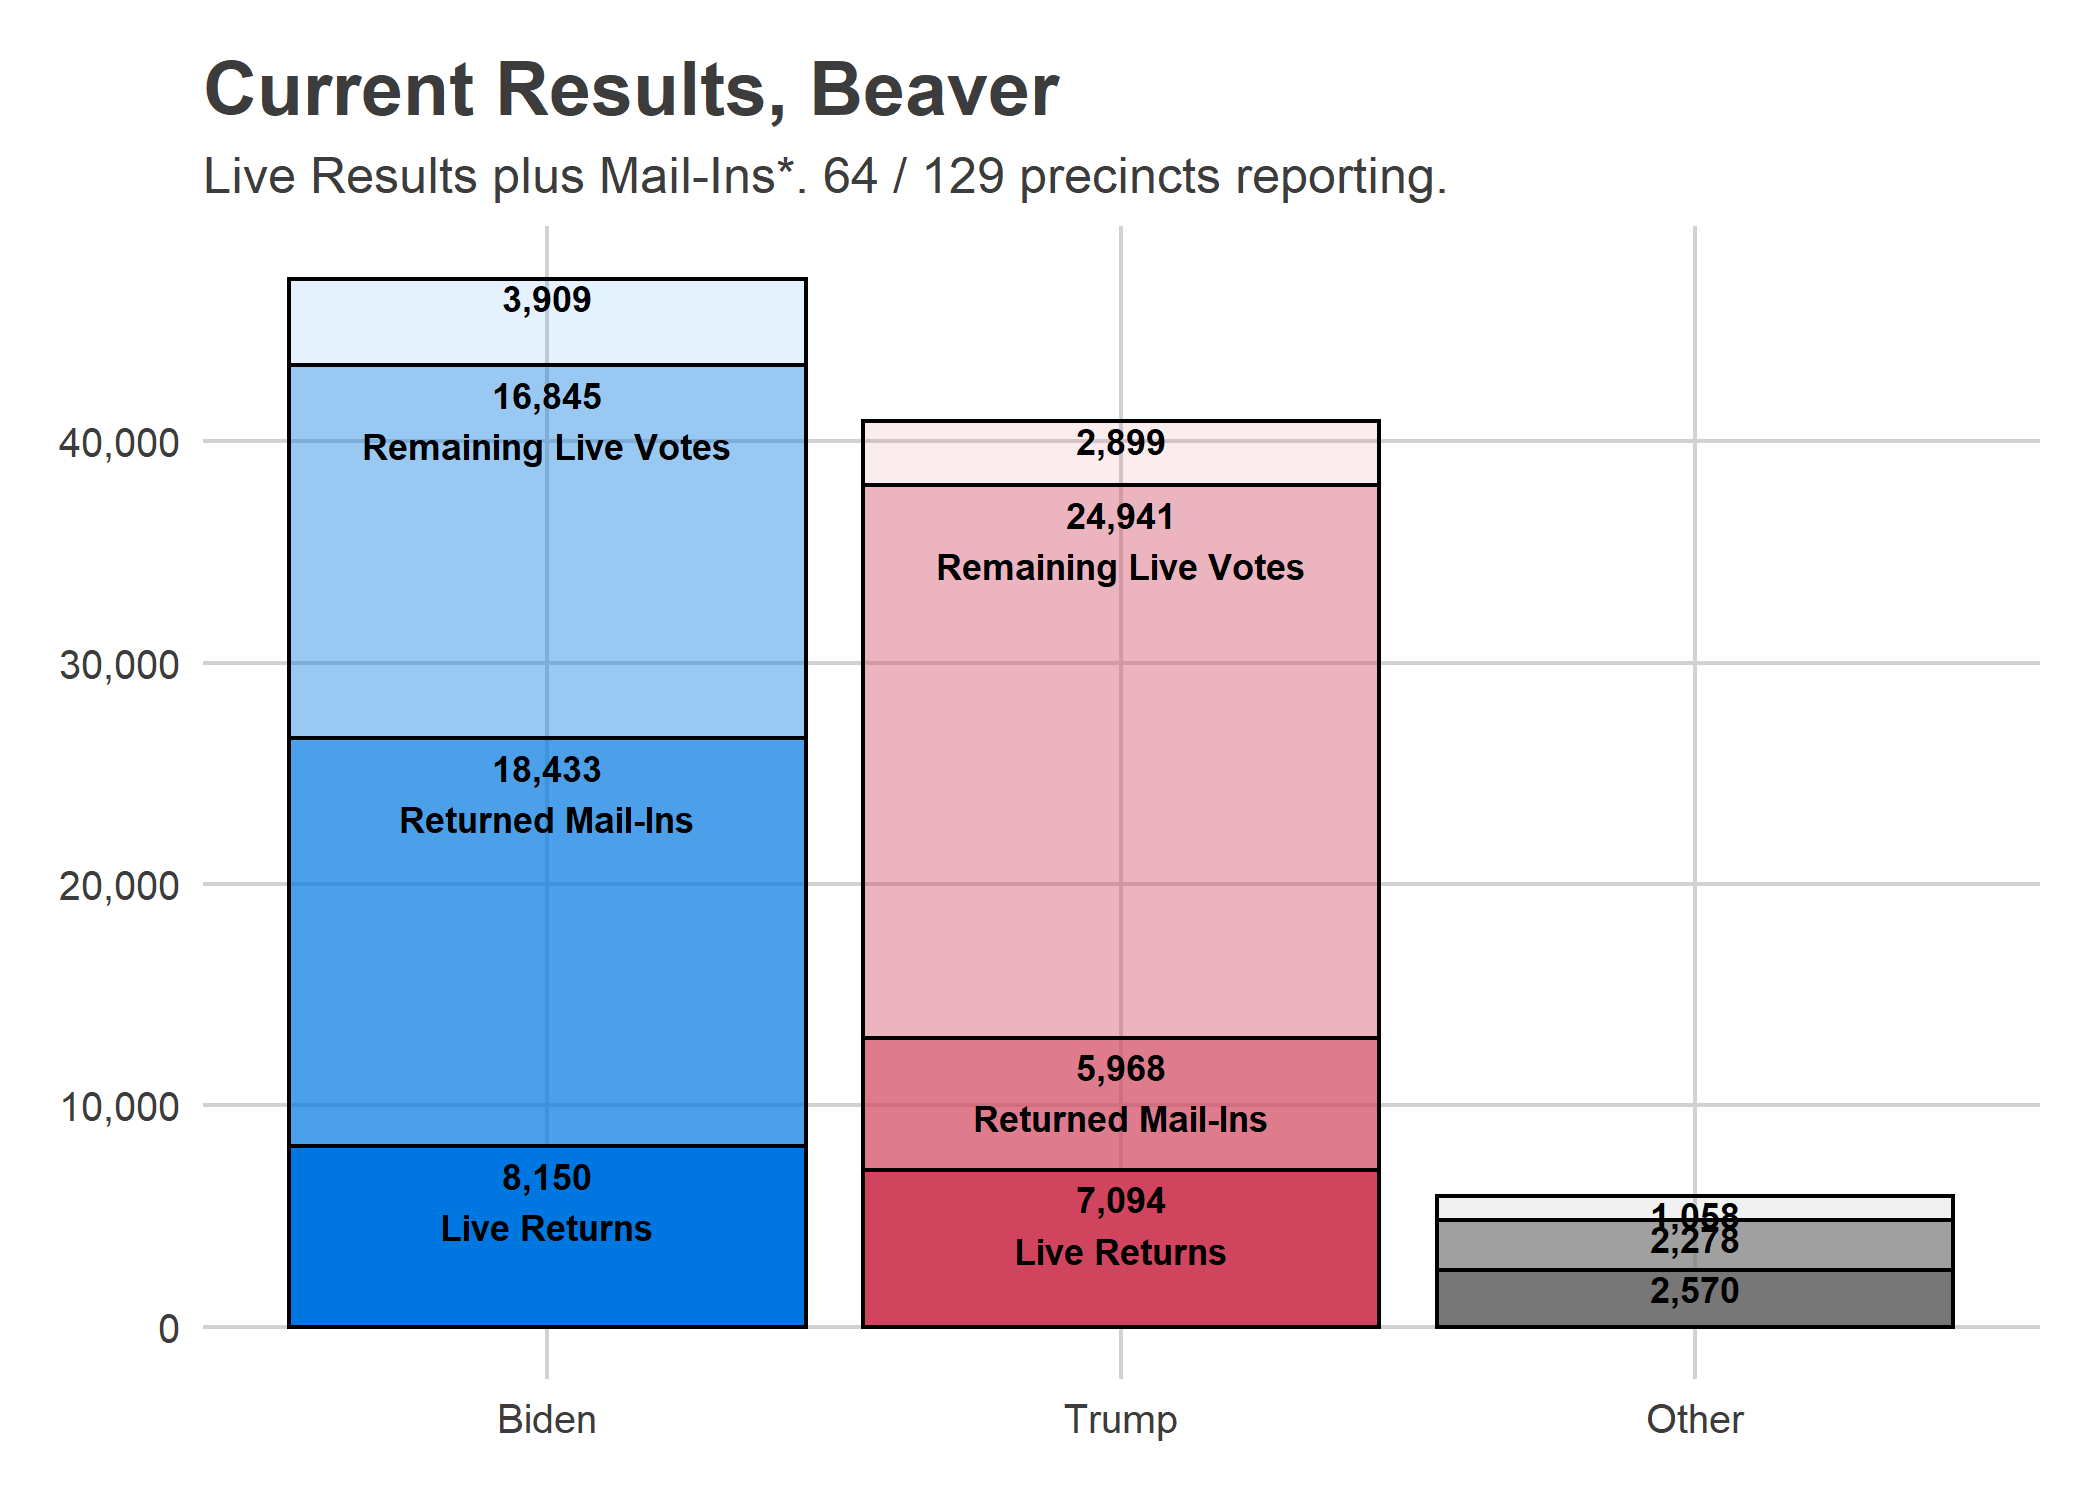 Current Results, Beaver
Live Results plus Mail-Ins*. 64 / 129 precincts reporting.
3,909
16,845
Remaining Live Votes
18,433
Returned Mail-Ins
8,150
Live Returns
2,899
24,941
Remaining Live Votes
5,968
Returned Mail-Ins
7,094
Live Returns
1,058
2,278
2,570
40,000
30,000
20,000
10,000
0
Biden
Trump
Other